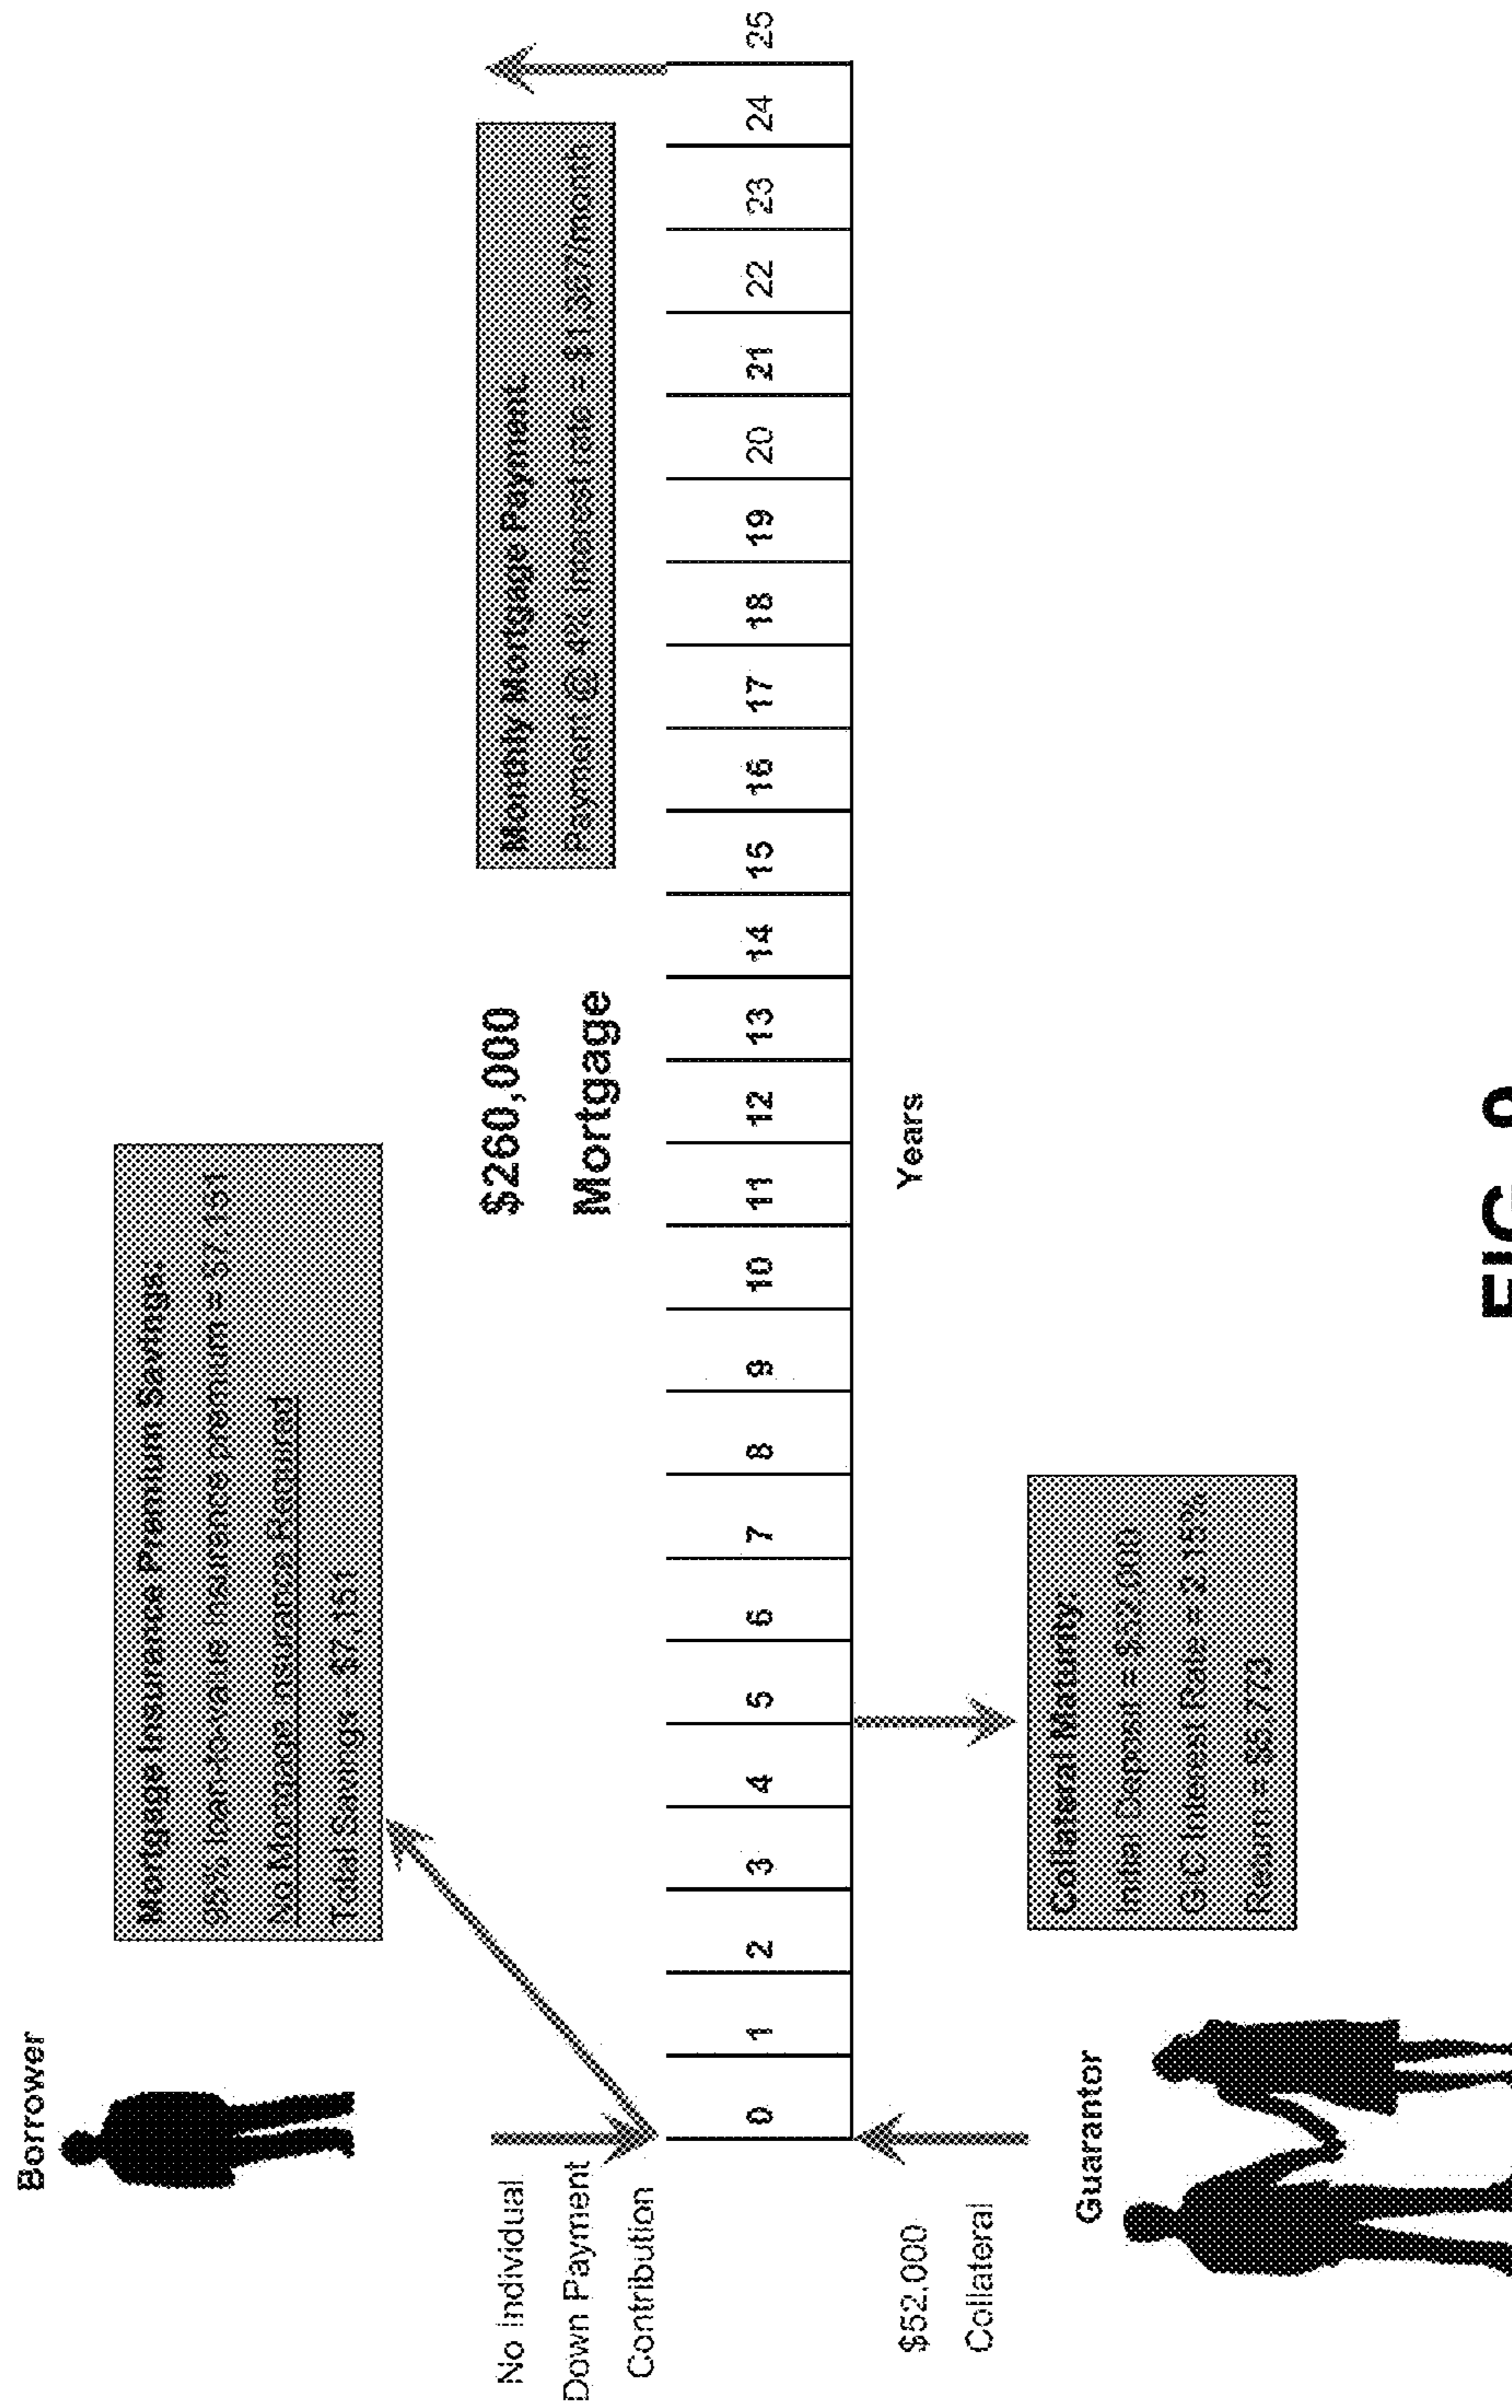 Borrower
Mortgage Insurance Premium Savings:
95% loan-to-value insurance premium = $7,151
No Mortgage Insurance Required
Total Savings = $7,151
No Individual
Down Payment
Contribution
$260,000
Mortgage
Monthly Mortgage Payment:
Payment @ 4% interest rate = $1,367/month
0 1 2 3 4 5 6 7 8 9 10 11 12 13 14 15 16 17 18 19 20 21 22 23 24 25
Years
$52,000
Collateral
Guarantor
Collateral Maturity:
Initial Deposit = $52,000
GIC Interest Rate = 2.15%
Return = $5,773
FIG.